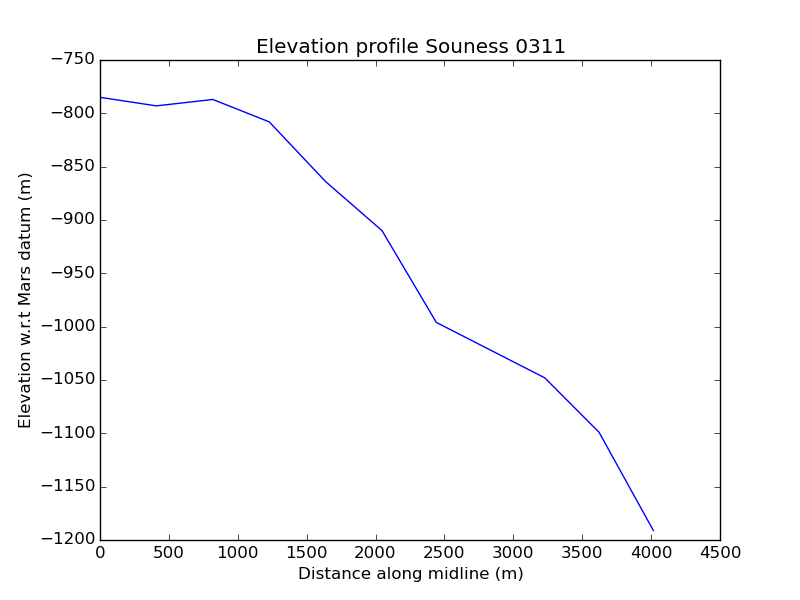 Elevation profile Souness 0311
−750
−800
−850
−900
−950
−1000
−1050
−1100
−1150
−1200
Elevation w.r.t Mars datum (m)
0 500 1000 1500 2000 2500 3000 3500 4000 4500
Distance along midline (m)